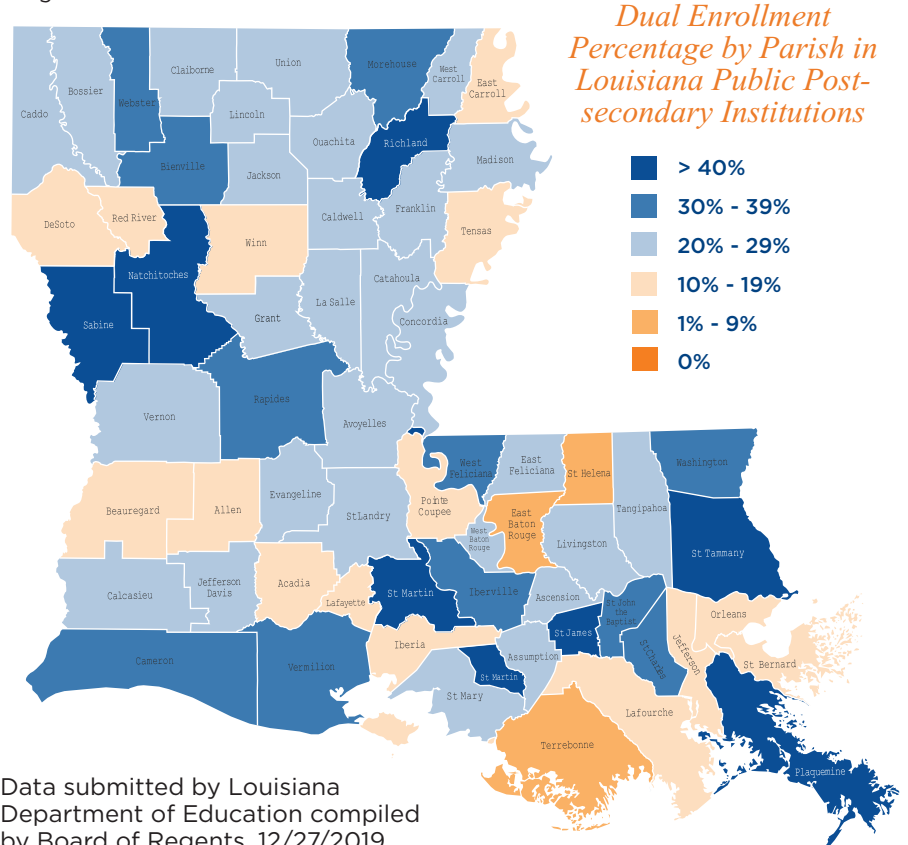 Dual Enrollment
Percentage by Parish in
Louisiana Public Post-
secondary Institutions
> 40%
30% - 39%
20% - 29%
10% - 19%
1% - 9%
0%
Caddo
Bossier
Webster
Claiborne
Union
Morehouse
West
Carroll
East
Carroll
Lincoln
Ouachita
Richland
Madison
Bienville
Jackson
Caldwell
Franklin
Tensas
DeSoto
Red River
Winn
Natchitoches
Sabine
Grant
La Salle
Catahoula
Concordia
Vernon
Rapides
Avoyelles
Beauregard
Allen
Evangeline
St Landry
Pointe
Coupee
West
Feliciana
East
Feliciana
St Helena
Tangipahoa
Washington
East
Baton
Rouge
West
Baton
Rouge
Livingston
St Tammany
Calcasieu
Jefferson
Davis
Acadia
Lafayette
St Martin
Iberville
Ascension
St John
the
Baptist
St James
St Charles
Jefferson
Orleans
St Bernard
Cameron
Vermilion
Iberia
St Martin
Assumption
St Mary
Lafourche
Terrebonne
Plaquemine
Data submitted by Louisiana
Department of Education compiled
by Board of Regents, 12/27/2019